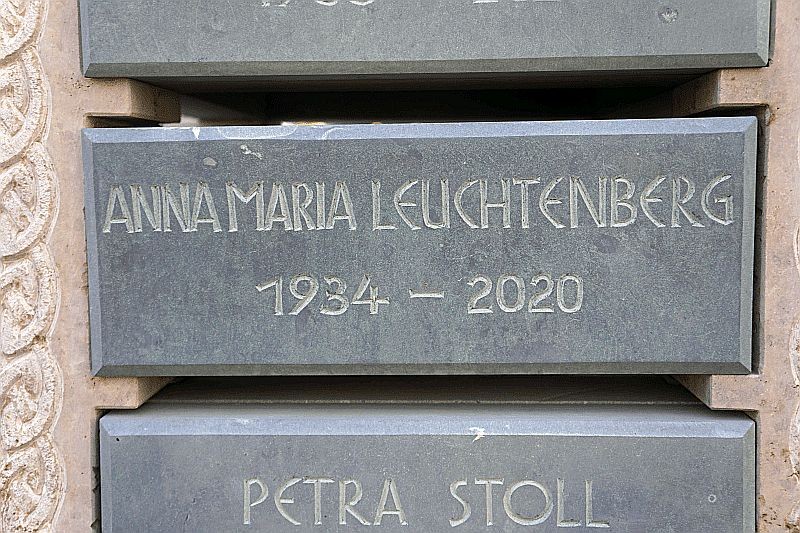 ANNA MARIA LEUCHTENBERG
1934 – 2020
PETRA STOLL